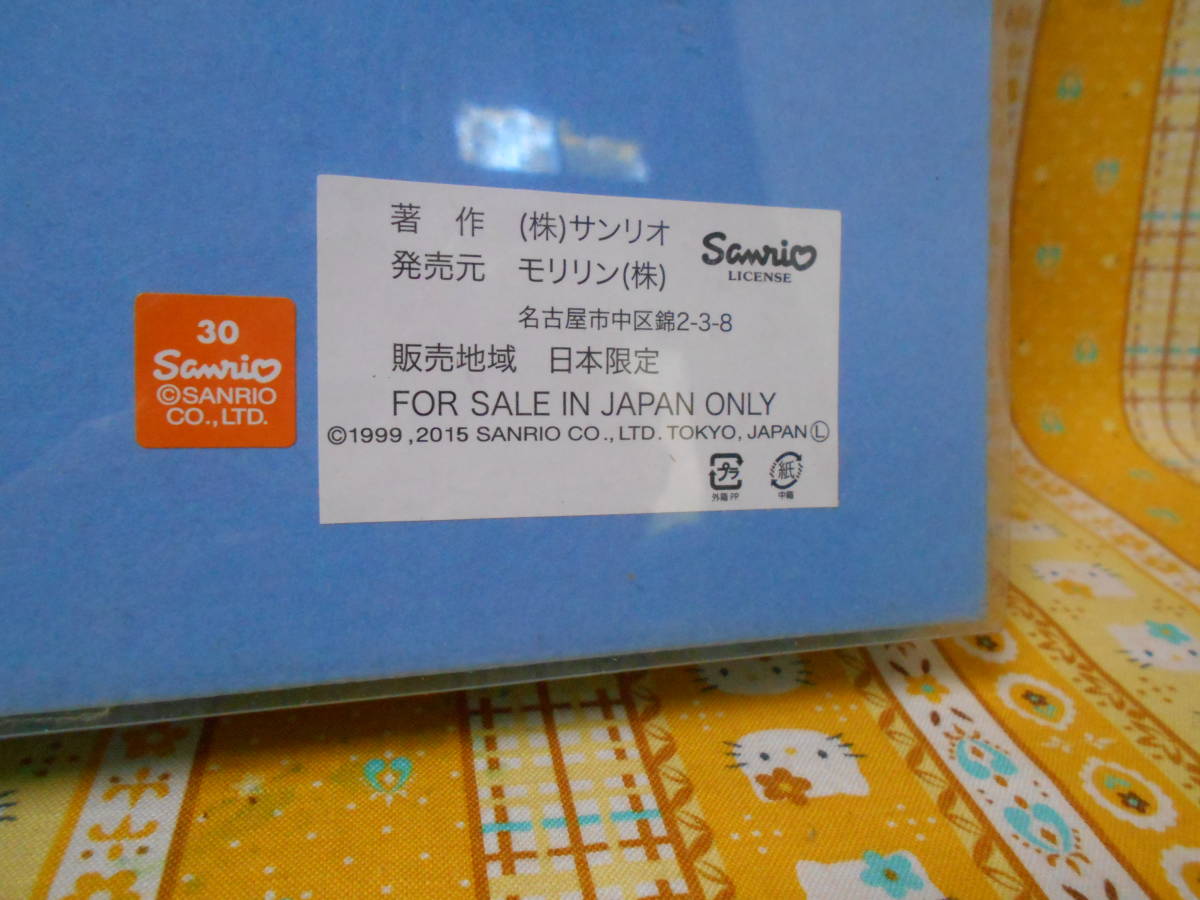 30
Sanrio
©SANRIO
CO.,LTD.
著 作 (株)サンリオ
発売元 モリリン(株)
Sanrio
LICENSE
名古屋市中区錦2-3-8
販売地域 日本限定
FOR SALE IN JAPAN ONLY
©1999,2015 SANRIO CO.,LTD. TOKYO, JAPAN Ⓛ
プラ 紙
外箱 PP 中箱